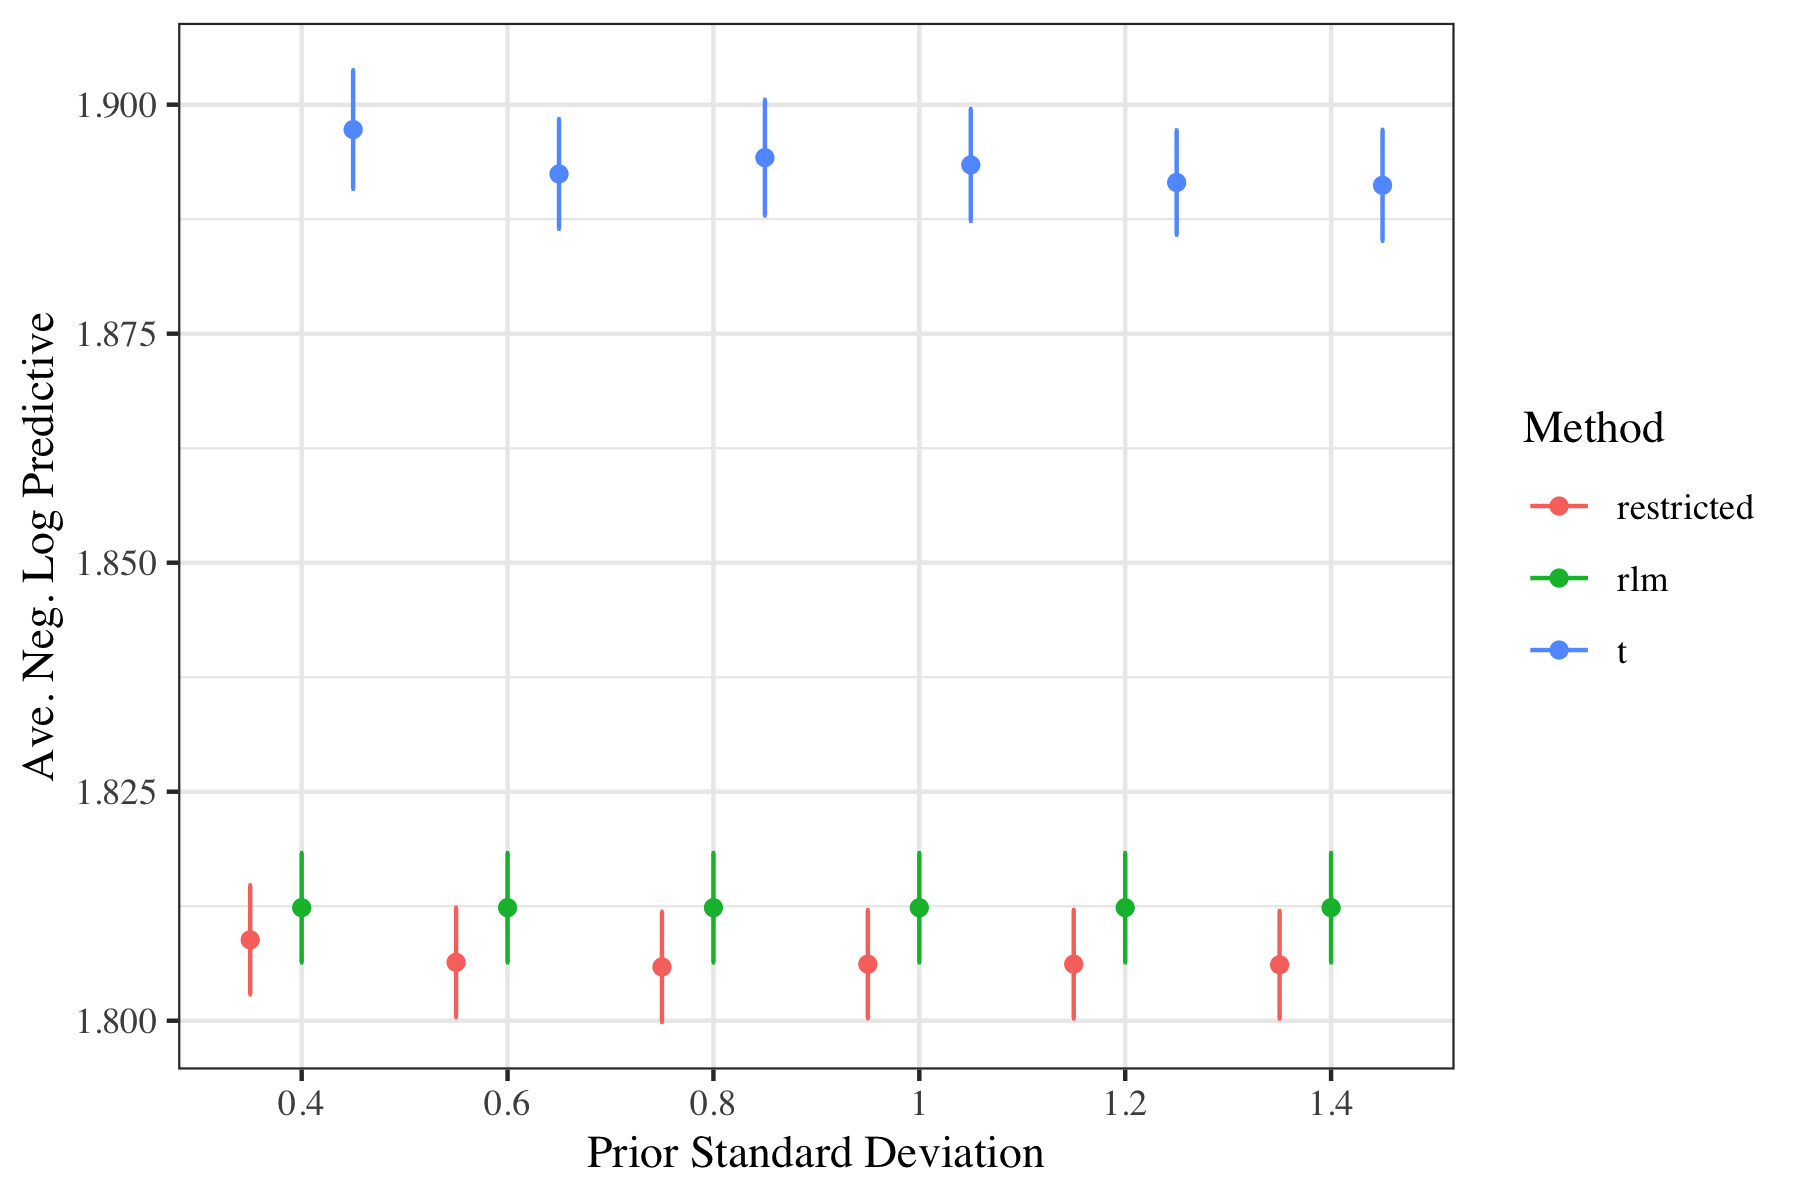 Ave. Neg. Log Predictive
1.900
1.875
1.850
1.825
1.800
0.4 0.6 0.8 1 1.2 1.4
Prior Standard Deviation
Method
restricted
rlm
t